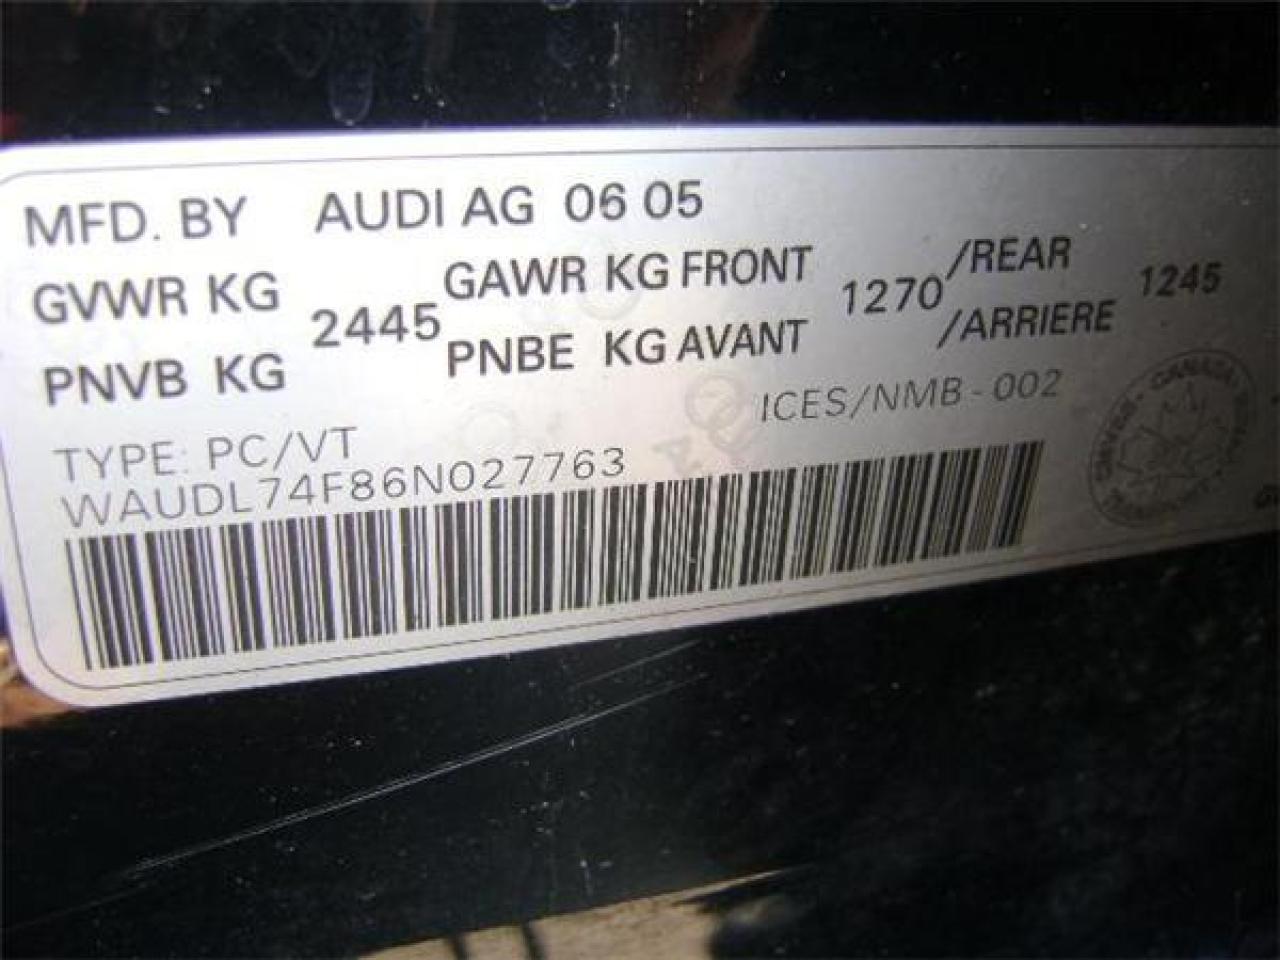 MFD. BY AUDI AG 06 05
GVWR KG 2445 GAWR KG FRONT 1270 /REAR 1245
PNVB KG PNBE KG AVANT /ARRIERE
TYPE: PC/VT ICES/NMB-002
WAUDL74F86N027763
CANADA